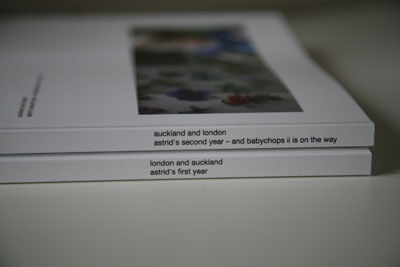 auckland and london
astrid's second year – and babychops ii is on the way
london and auckland
astrid's first year